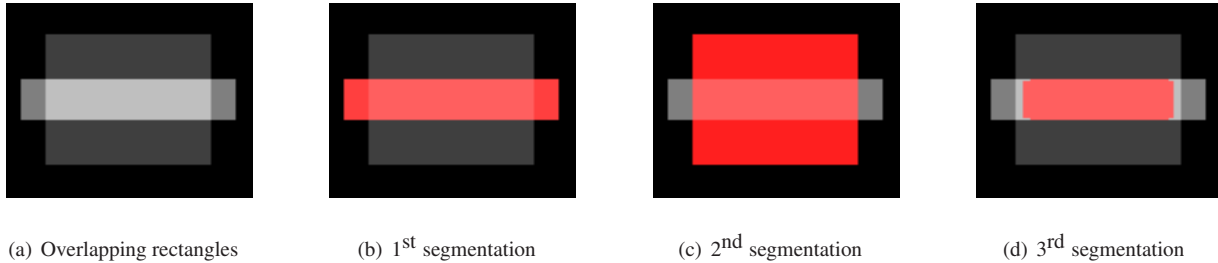 (a) Overlapping rectangles
(b) 1st segmentation
(c) 2nd segmentation
(d) 3rd segmentation